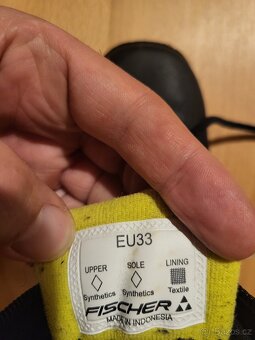 EU33
UPPER SOLE LINING
Synthetics Synthetics Textile
FISCHER
MADE IN INDONESIA